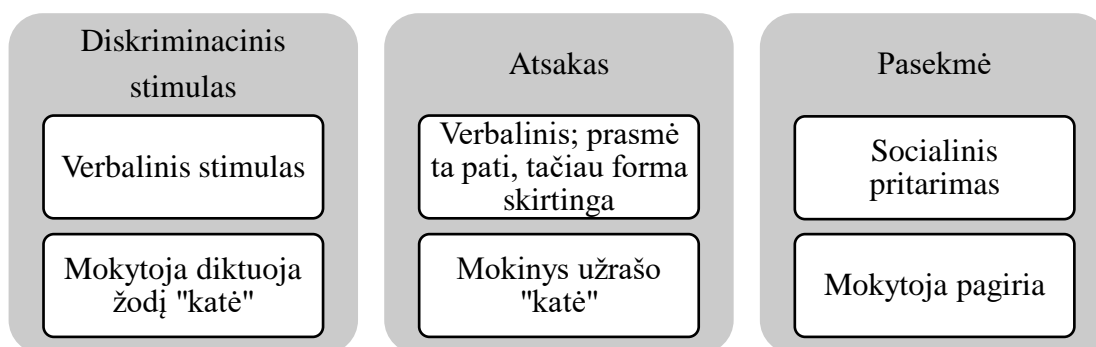 Diskriminacinis
stimulas
Verbalinis stimulas
Mokytoja diktuoja
žodį "katė"
Atsakas
Verbalinis; prasmė
ta pati, tačiau forma
skirtinga
Mokinys užrašo
"katė"
Pasekmė
Socialinis
pritarimas
Mokytoja pagiria